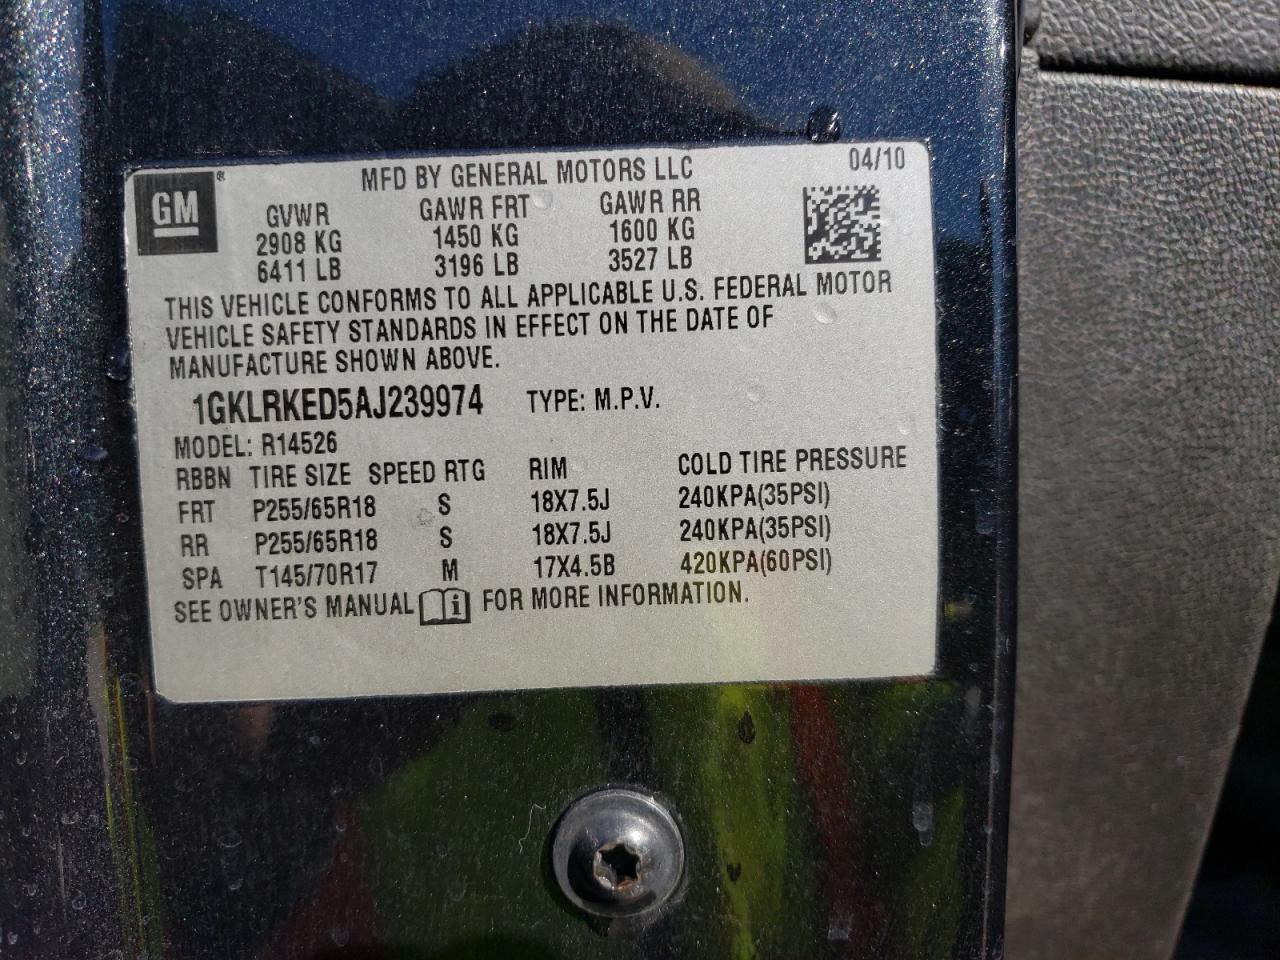 GM ®
MFD BY GENERAL MOTORS LLC 04/10
GVWR GAWR FRT GAWR RR
2908 KG 1450 KG 1600 KG
6411 LB 3196 LB 3527 LB
THIS VEHICLE CONFORMS TO ALL APPLICABLE U.S. FEDERAL MOTOR
VEHICLE SAFETY STANDARDS IN EFFECT ON THE DATE OF
MANUFACTURE SHOWN ABOVE.
1GKLRKED5AJ239974 TYPE: M.P.V.
MODEL: R14526
RBBN TIRE SIZE SPEED RTG RIM COLD TIRE PRESSURE
FRT P255/65R18 S 18X7.5J 240KPA(35PSI)
RR P255/65R18 S 18X7.5J 240KPA(35PSI)
SPA T145/70R17 M 17X4.5B 420KPA(60PSI)
SEE OWNER'S MANUAL i FOR MORE INFORMATION.